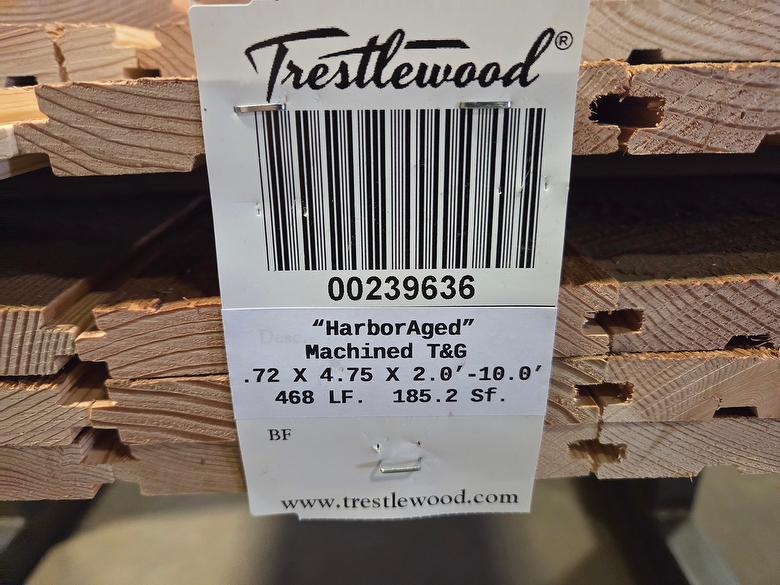 Trestlewood®
00239636
Desc.
“HarborAged”
Machined T&G
.72 X 4.75 X 2.0′-10.0′
468 LF. 185.2 Sf.
BF
www.trestlewood.com